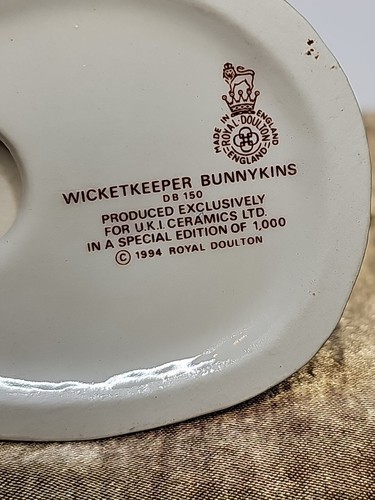 MADE IN ENGLAND
ROYAL DOULTON
ENGLAND
WICKETKEEPER BUNNYKINS
DB 150
PRODUCED EXCLUSIVELY
FOR U.K.I. CERAMICS LTD.
IN A SPECIAL EDITION OF 1,000
© 1994 ROYAL DOULTON